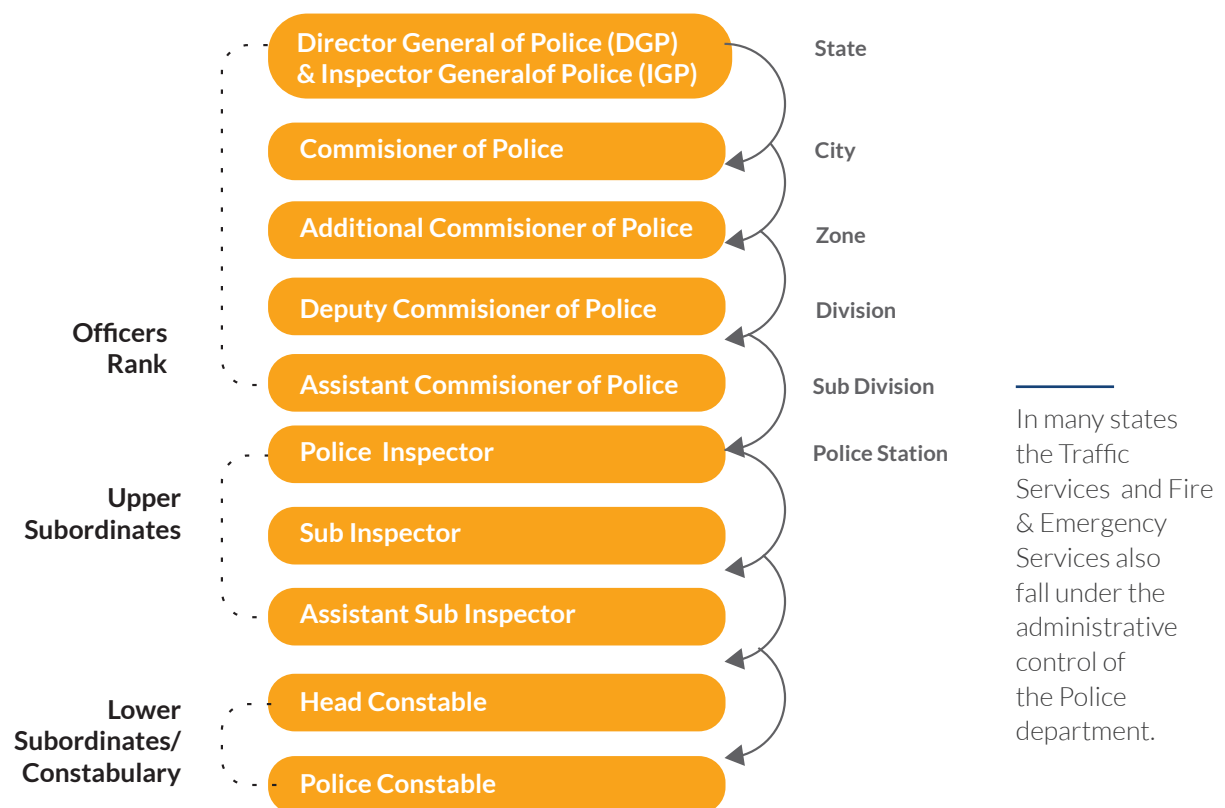 Director General of Police (DGP)
& Inspector Generalof Police (IGP)
State
Commisioner of Police
City
Additional Commisioner of Police
Zone
Deputy Commisioner of Police
Division
Officers
Rank
Assistant Commisioner of Police
Sub Division
Police Inspector
Police Station
Upper
Subordinates
Sub Inspector
Assistant Sub Inspector
Head Constable
Lower
Subordinates/
Constabulary
Police Constable
In many states
the Traffic
Services and Fire
& Emergency
Services also
fall under the
administrative
control of
the Police
department.